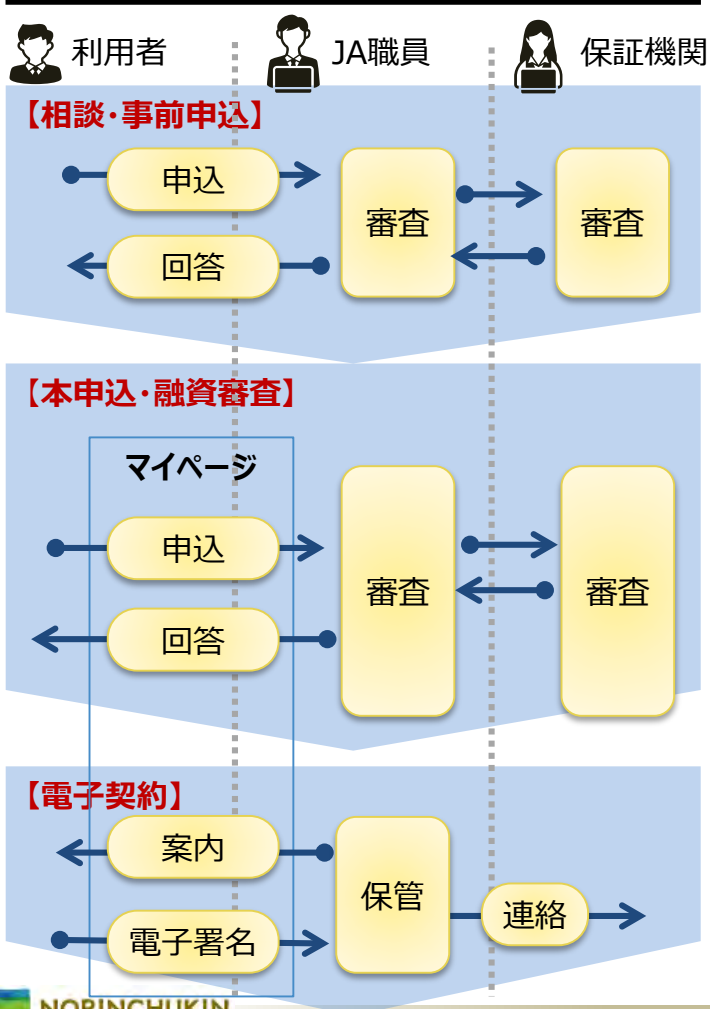 利用者
JA職員
保証機関
【相談・事前申込】
申込
審査
審査
回答
【本申込・融資審査】
マイページ
申込
審査
審査
回答
【電子契約】
案内
保管
連絡
電子署名
NORINCHUKIN